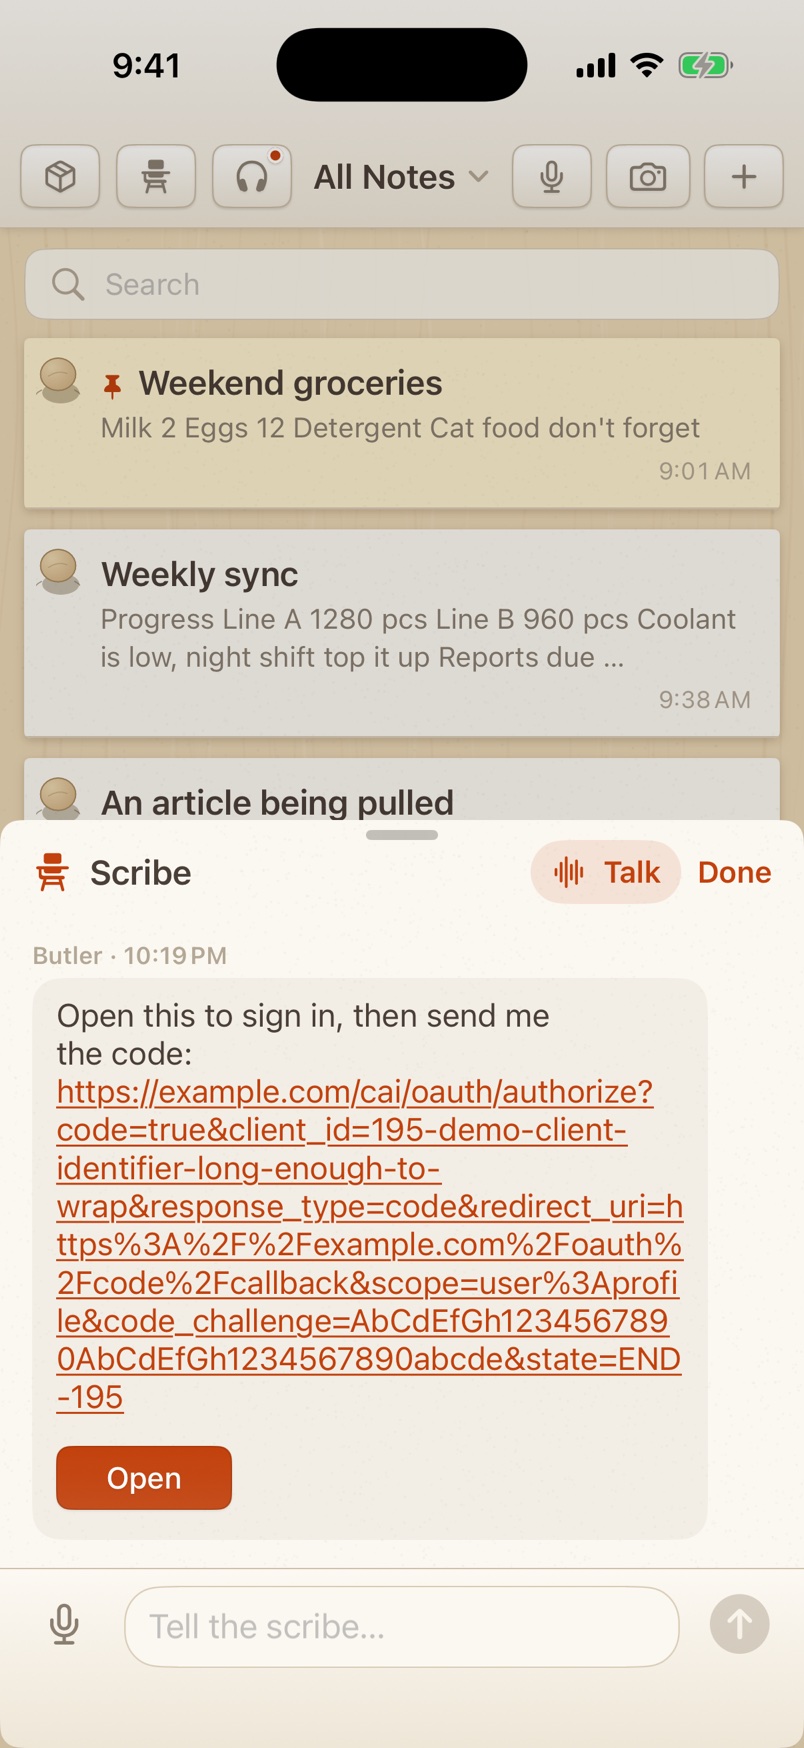 9:41
All Notes
Search
Weekend groceries
Milk 2 Eggs 12 Detergent Cat food don't forget
9:01 AM
Weekly sync
Progress Line A 1280 pcs Line B 960 pcs Coolant
is low, night shift top it up Reports due ...
9:38 AM
An article being pulled
Scribe
Talk
Done
Butler · 10:19 PM
Open this to sign in, then send me
the code:
https://example.com/cai/oauth/authorize?
code=true&client_id=195-demo-client-
identifier-long-enough-to-
wrap&response_type=code&redirect_uri=h
ttps%3A%2F%2Fexample.com%2Foauth%
2Fcode%2Fcallback&scope=user%3Aprofi
le&code_challenge=AbCdEfGh123456789
0AbCdEfGh1234567890abcde&state=END
-195
Open
Tell the scribe...